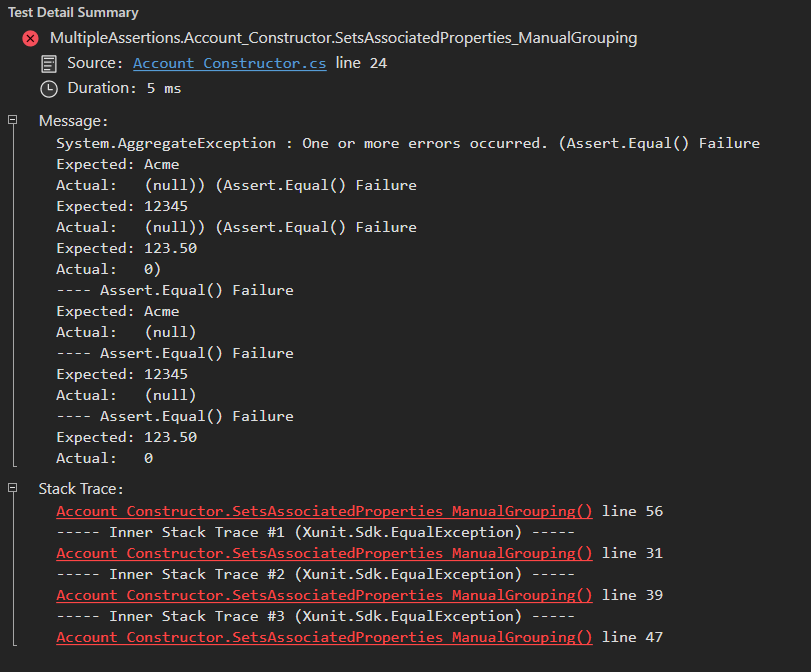 Test Detail Summary
MultipleAssertions.Account_Constructor.SetsAssociatedProperties_ManualGrouping
Source: Account_Constructor.cs line 24
Duration: 5 ms
Message:
System.AggregateException : One or more errors occurred. (Assert.Equal() Failure
Expected: Acme
Actual:   (null)) (Assert.Equal() Failure
Expected: 12345
Actual:   (null)) (Assert.Equal() Failure
Expected: 123.50
Actual:   0)
---- Assert.Equal() Failure
Expected: Acme
Actual:   (null)
---- Assert.Equal() Failure
Expected: 12345
Actual:   (null)
---- Assert.Equal() Failure
Expected: 123.50
Actual:   0
Stack Trace:
Account_Constructor.SetsAssociatedProperties_ManualGrouping() line 56
----- Inner Stack Trace #1 (Xunit.Sdk.EqualException) -----
Account_Constructor.SetsAssociatedProperties_ManualGrouping() line 31
----- Inner Stack Trace #2 (Xunit.Sdk.EqualException) -----
Account_Constructor.SetsAssociatedProperties_ManualGrouping() line 39
----- Inner Stack Trace #3 (Xunit.Sdk.EqualException) -----
Account_Constructor.SetsAssociatedProperties_ManualGrouping() line 47